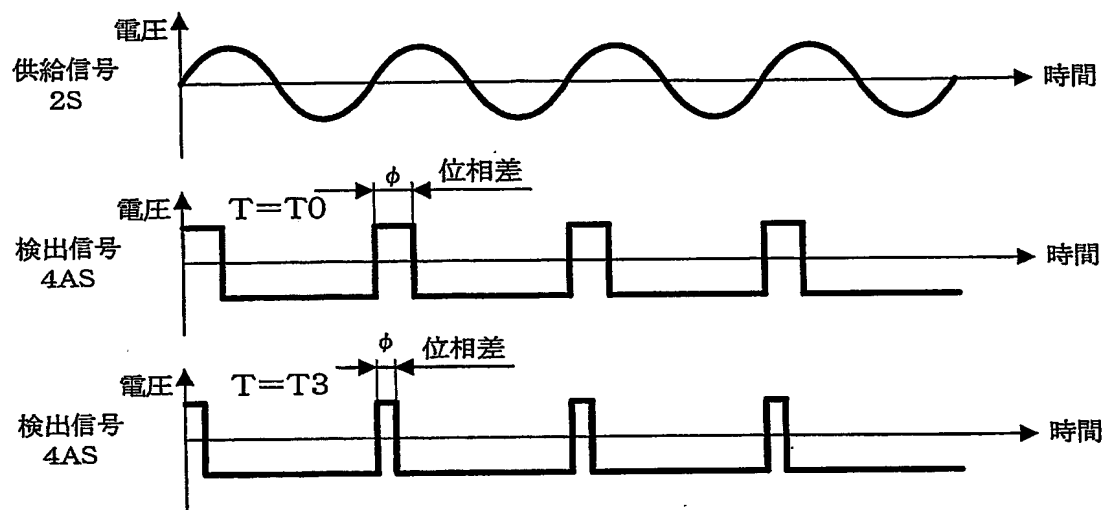 電圧
供給信号
2S
時間
φ 位相差
電圧 T=T0
検出信号
4AS
時間
φ 位相差
電圧 T=T3
検出信号
4AS
時間